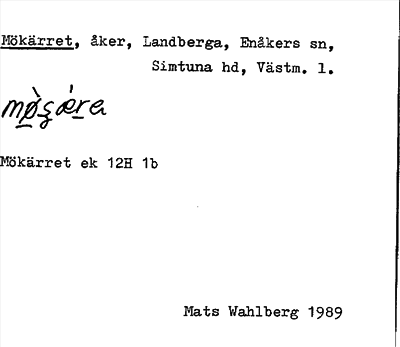 Mökärret, åker, Landberga, Enåkers sn,
Simtuna hd, Västm. l.
Mökärret ek 12H 1b
Mats Wahlberg 1989